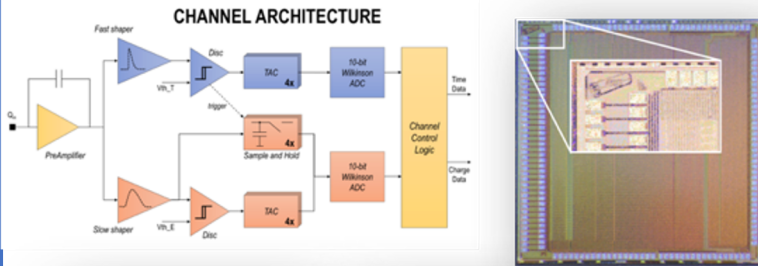 CHANNEL ARCHITECTURE
Fast shaper
Disc
TAC
4x
10-bit
Wilkinson
ADC
Vth_T
trigger
Time
Data
Qin
PreAmplifier
4x
Sample and Hold
Channel
Control
Logic
10-bit
Wilkinson
ADC
Charge
Data
Slow shaper
Vth_E
Disc
TAC
4x